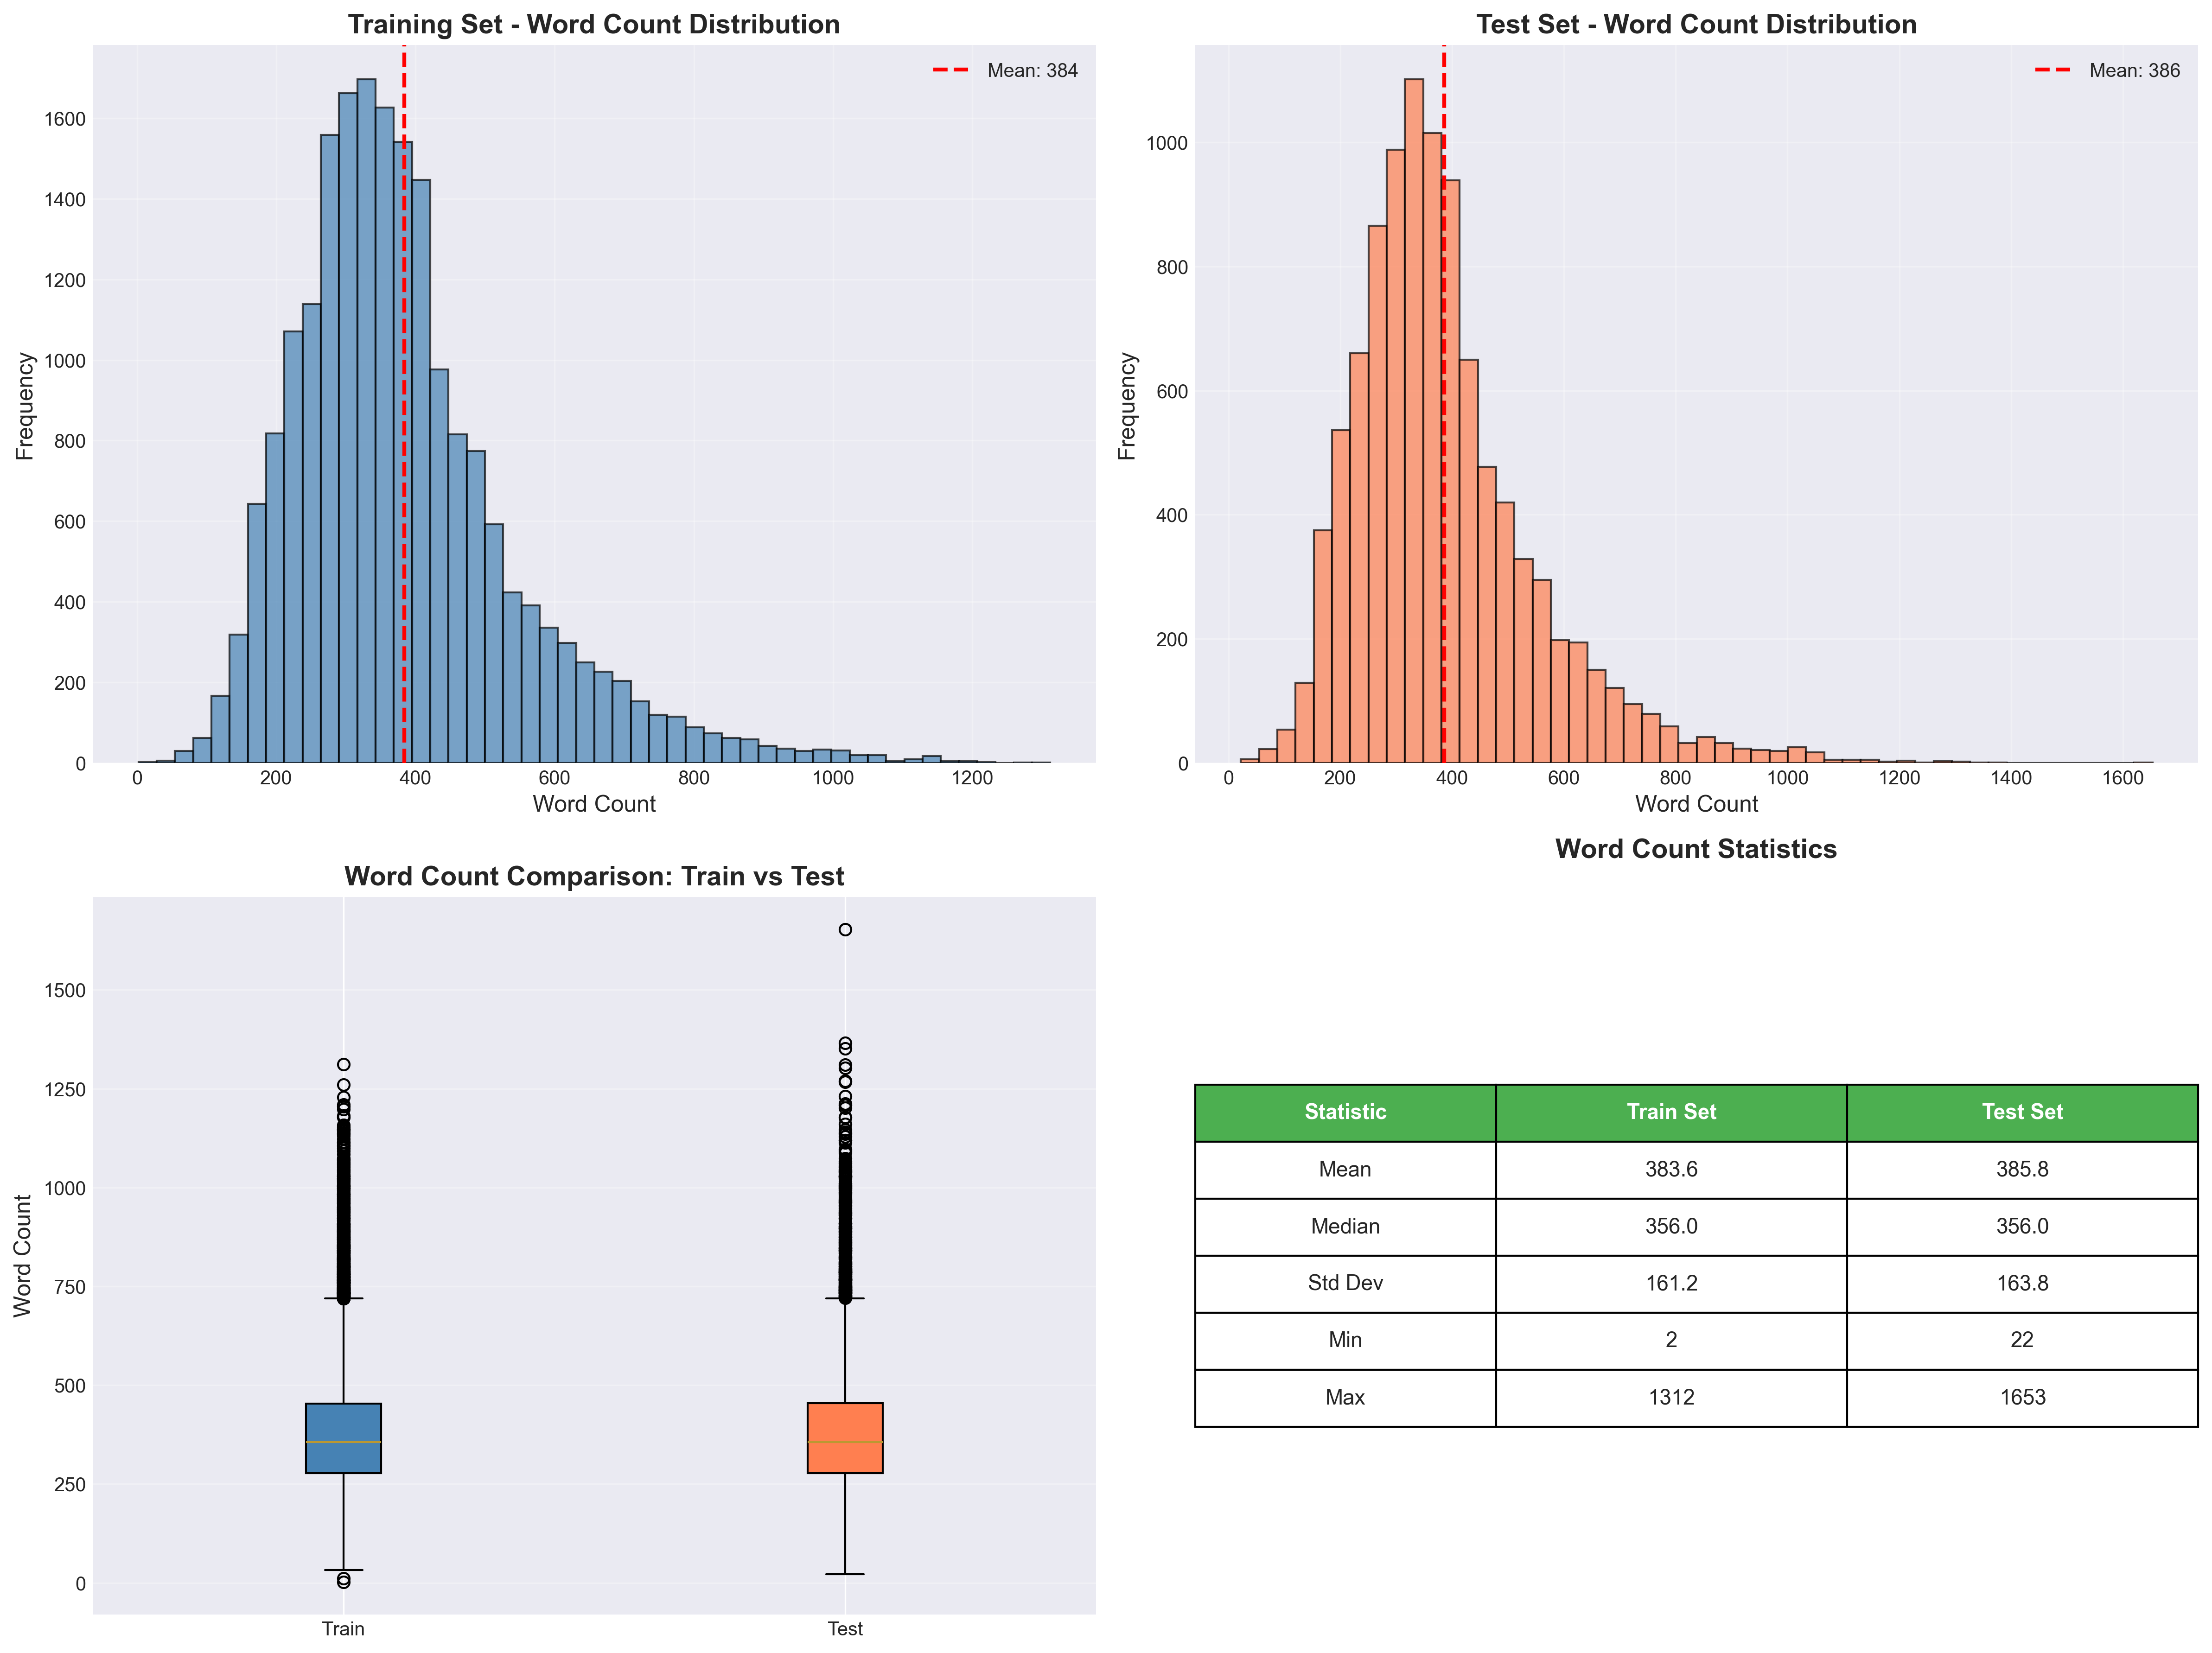 Training Set - Word Count Distribution
Mean: 384
Frequency
1600
1400
1200
1000
800
600
400
200
0
0 200 400 600 800 1000 1200
Word Count
Test Set - Word Count Distribution
Mean: 386
Frequency
1000
800
600
400
200
0
0 200 400 600 800 1000 1200 1400 1600
Word Count
Word Count Comparison: Train vs Test
Word Count
1500
1250
1000
750
500
250
0
Train Test
Word Count Statistics
Statistic Train Set Test Set
Mean 383.6 385.8
Median 356.0 356.0
Std Dev 161.2 163.8
Min 2 22
Max 1312 1653